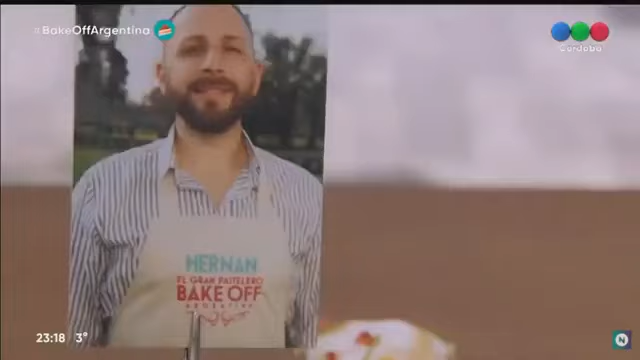 #BakeOffArgentina
Córdoba
HERNAN
EL GRAN PASTELERO
BAKE OFF
ARGENTINA
23:18 3°